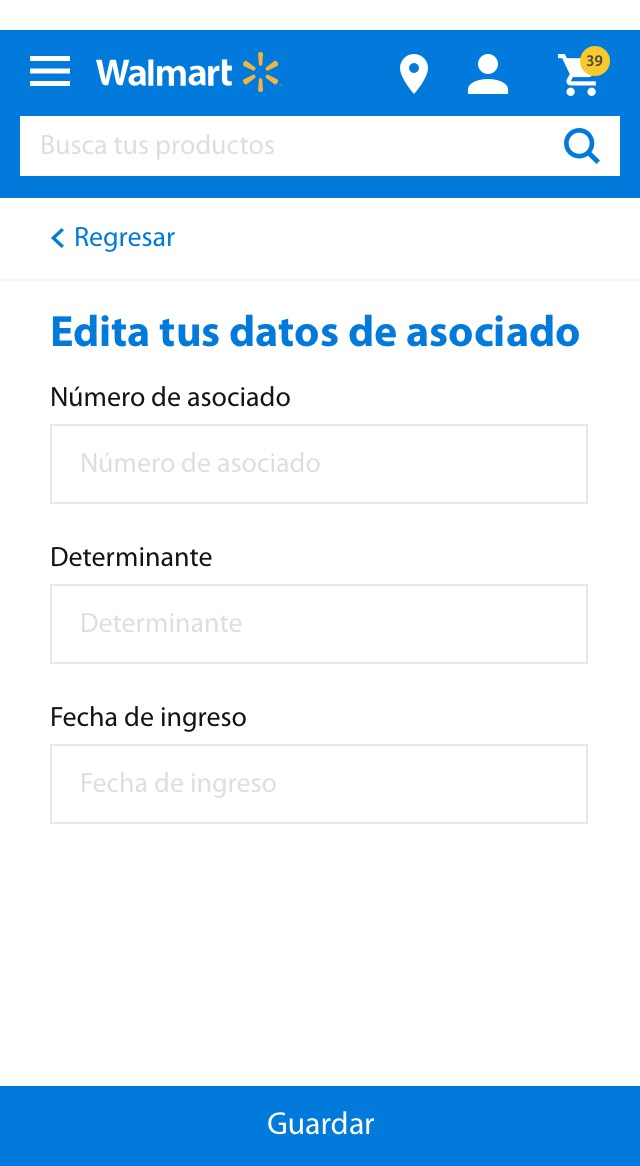 Walmart
39
Busca tus productos
Regresar
Edita tus datos de asociado
Número de asociado
Número de asociado
Determinante
Determinante
Fecha de ingreso
Fecha de ingreso
Guardar